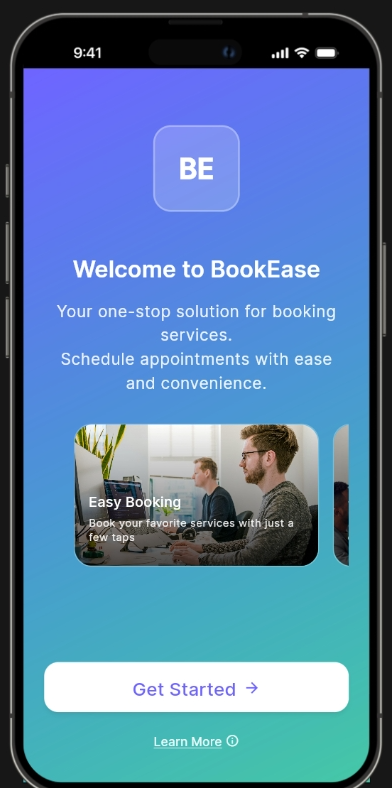 9:41
BE
Welcome to BookEase
Your one-stop solution for booking
services.
Schedule appointments with ease
and convenience.
Easy Booking
Book your favorite services with just a
few taps
Get Started →
Learn More